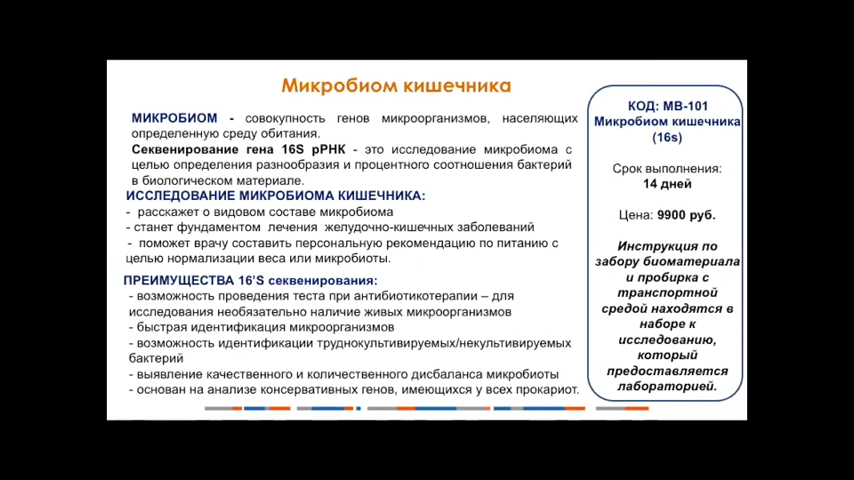 Микробиом кишечника
МИКРОБИОМ - совокупность генов микроорганизмов, населяющих
определенную среду обитания.
Секвенирование гена 16S рРНК - это исследование микробиома с
целью определения разнообразия и процентного соотношения бактерий
в биологическом материале.
ИССЛЕДОВАНИЕ МИКРОБИОМА КИШЕЧНИКА:
- расскажет о видовом составе микробиома
- станет фундаментом лечения желудочно-кишечных заболеваний
- поможет врачу составить персональную рекомендацию по питанию с
целью нормализации веса или микробиоты.
ПРЕИМУЩЕСТВА 16'S секвенирования:
- возможность проведения теста при антибиотикотерапии – для
исследования необязательно наличие живых микроорганизмов
- быстрая идентификация микроорганизмов
- возможность идентификации труднокультивируемых/некультивируемых
бактерий
- выявление качественного и количественного дисбаланса микробиоты
- основан на анализе консервативных генов, имеющихся у всех прокариот.
КОД: MB-101
Микробиом кишечника
(16s)
Срок выполнения:
14 дней
Цена: 9900 руб.
Инструкция по
забору биоматериала
и пробирка с
транспортной
средой находятся в
наборе к
исследованию,
который
предоставляется
лабораторией.